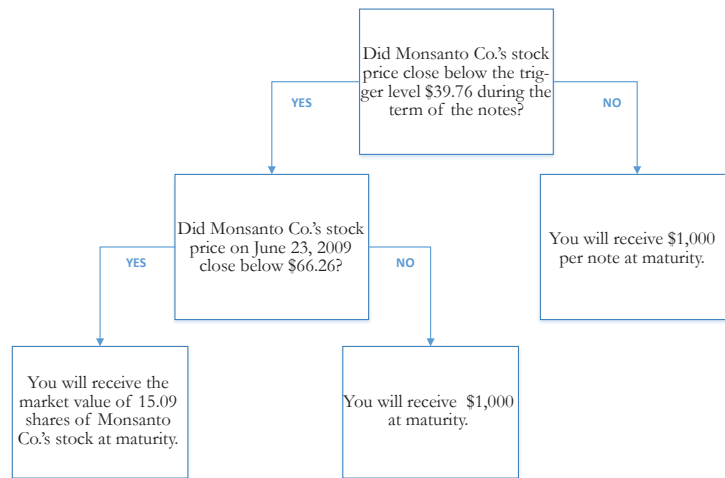 Did Monsanto Co.'s stock
price close below the trig-
ger level $39.76 during the
term of the notes?
YES
NO
Did Monsanto Co.'s stock
price on June 23, 2009
close below $66.26?
You will receive $1,000
per note at maturity.
YES
NO
You will receive the
market value of 15.09
shares of Monsanto
Co.'s stock at maturity.
You will receive $1,000
at maturity.